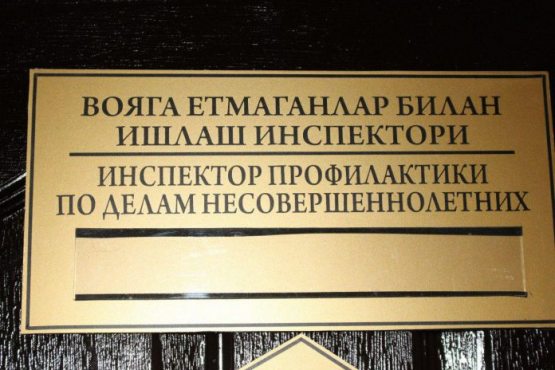 ВОЯГА ЕТМАГАНЛАР БИЛАН
ИШЛАШ ИНСПЕКТОРИ
ИНСПЕКТОР ПРОФИЛАКТИКИ
ПО ДЕЛАМ НЕСОВЕРШЕННОЛЕТНИХ